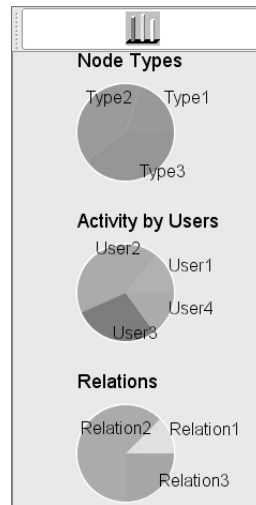 Node Types
Type2 Type1
Type3
Activity by Users
User2
User1
User4
User3
Relations
Relation2 Relation1
Relation3